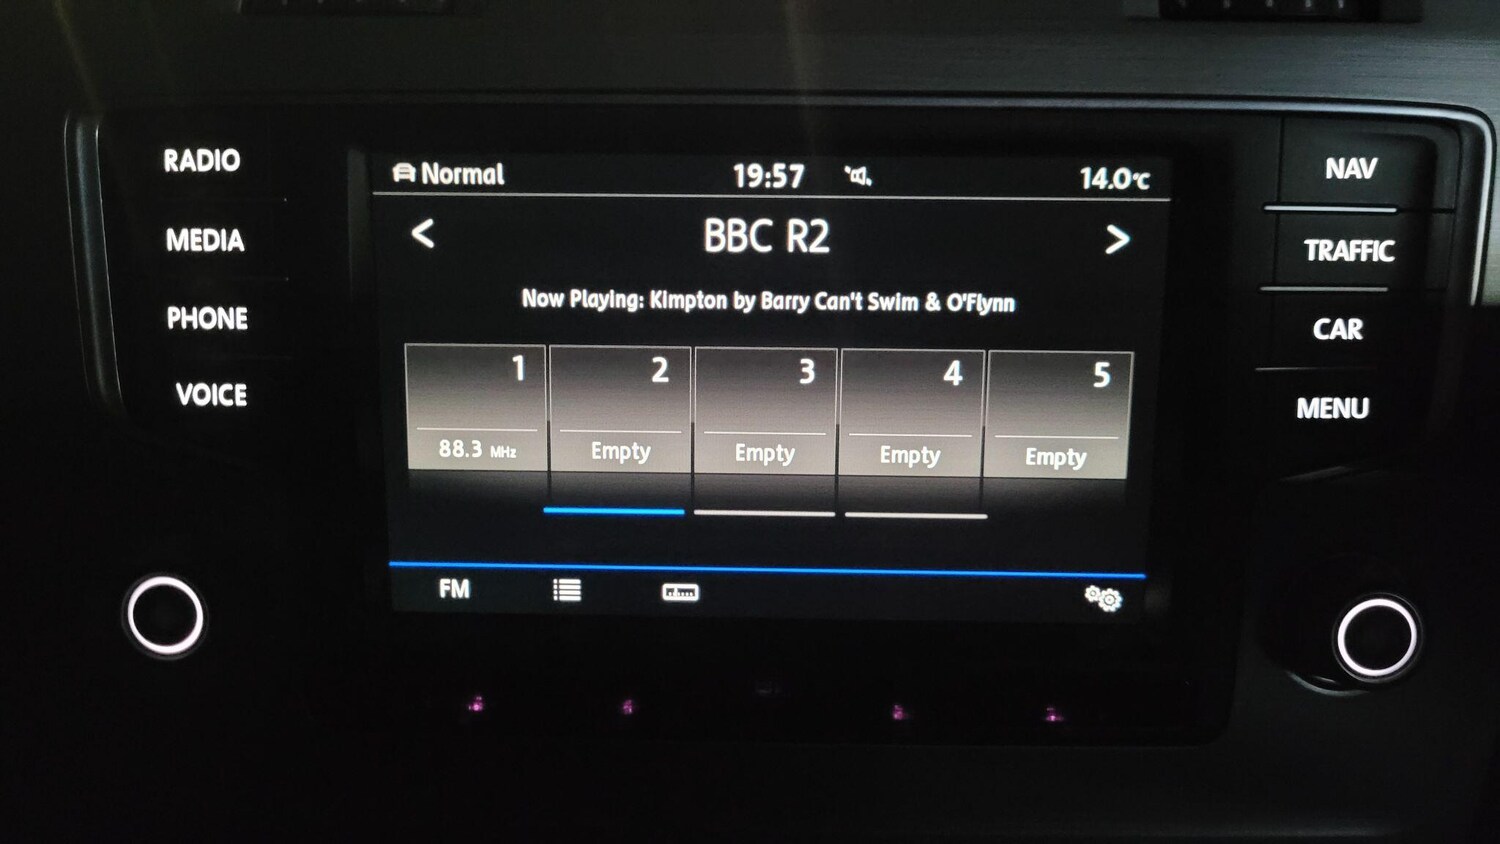 RADIO
MEDIA
PHONE
VOICE
Normal 19:57 14.0°C
< BBC R2 >
Now Playing: Kimpton by Barry Can't Swim & O'Flynn
1 2 3 4 5
88.3 MHz Empty Empty Empty Empty
FM
NAV
TRAFFIC
CAR
MENU